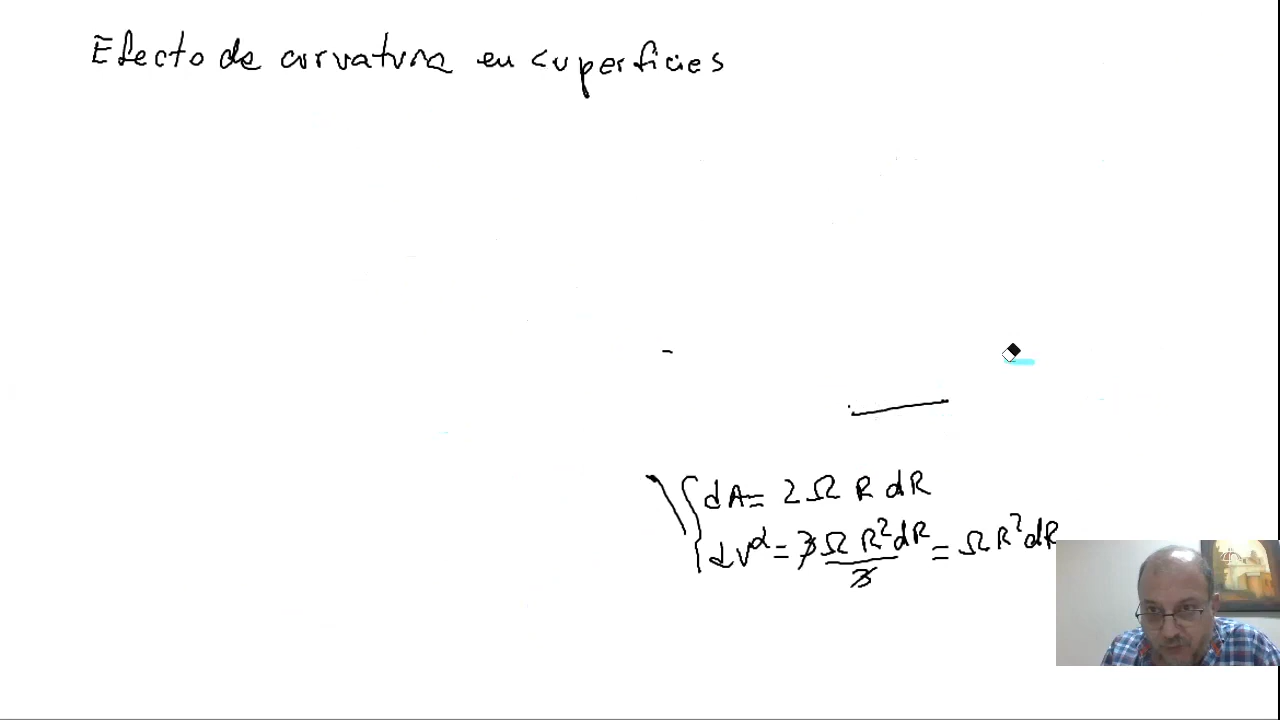 Efecto de curvatura en superficies
dA = 2 Ω R dR
dV^α = 3 Ω R² dR / 3 = Ω R² dR